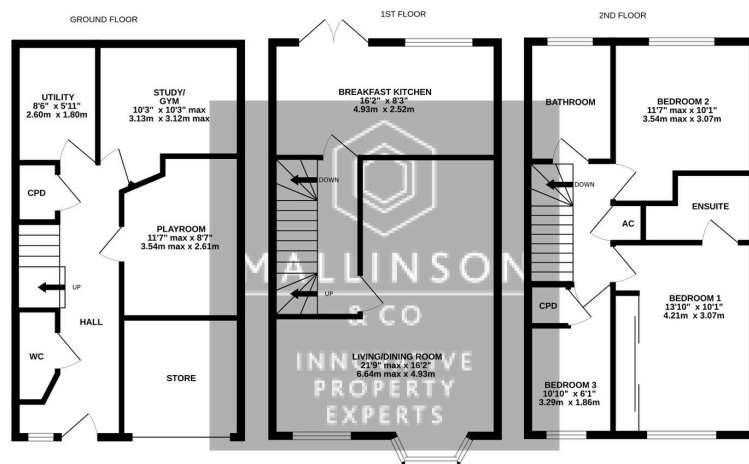 GROUND FLOOR
UTILITY
8'6" x 5'11"
2.60m x 1.80m
STUDY/
GYM
10'3" x 10'3" max
3.13m x 3.12m max
CPD
PLAYROOM
11'7" max x 8'7"
3.54m max x 2.61m
UP
HALL
WC
STORE
1ST FLOOR
BREAKFAST KITCHEN
16'2" x 8'3"
4.93m x 2.52m
DOWN
UP
LIVING/DINING ROOM
21'9" max x 16'2"
6.64m max x 4.93m
MALLINSON
& CO
INNOVATIVE
PROPERTY
EXPERTS
2ND FLOOR
BATHROOM
BEDROOM 2
11'7" max x 10'1"
3.54m max x 3.07m
DOWN
ENSUITE
AC
CPD
BEDROOM 1
13'10" x 10'1"
4.21m x 3.07m
BEDROOM 3
10'10" x 6'1"
3.29m x 1.86m